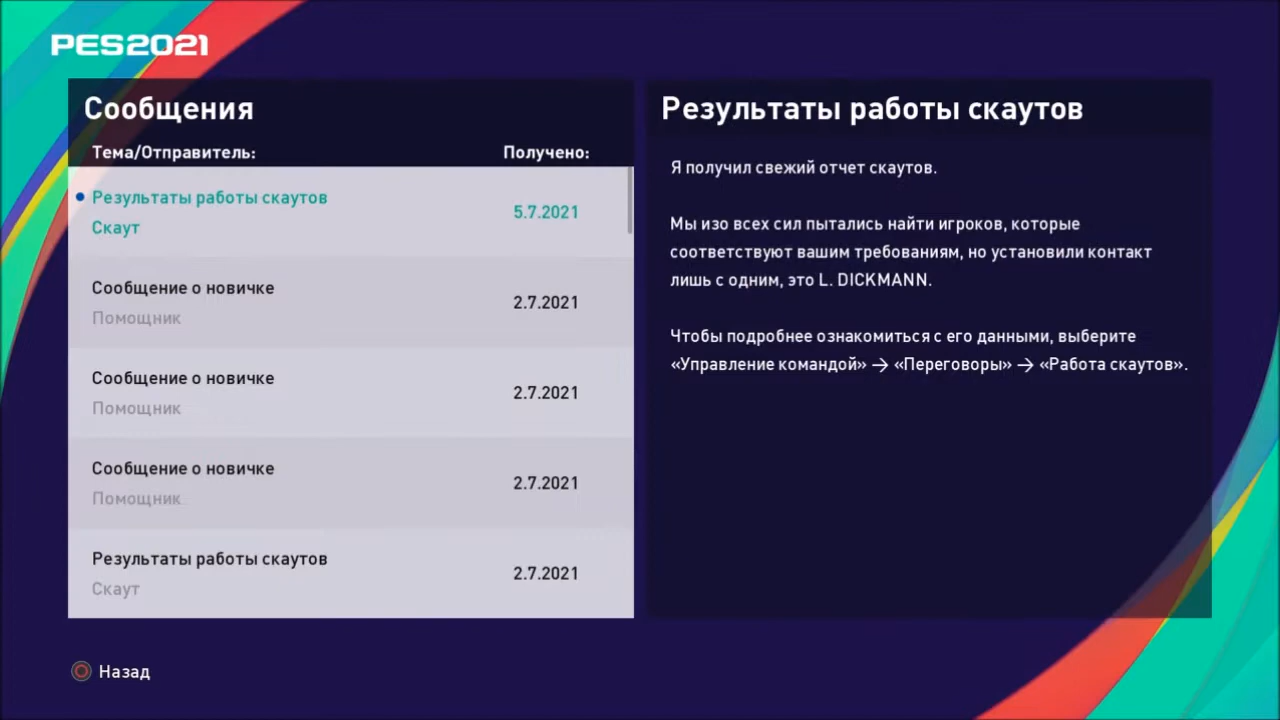 PES2021
Сообщения
Тема/Отправитель: Получено:
Результаты работы скаутов
Скаут
5.7.2021
Сообщение о новичке
Помощник
2.7.2021
Сообщение о новичке
Помощник
2.7.2021
Сообщение о новичке
Помощник
2.7.2021
Результаты работы скаутов
Скаут
2.7.2021
Результаты работы скаутов
Я получил свежий отчет скаутов.
Мы изо всех сил пытались найти игроков, которые
соответствуют вашим требованиям, но установили контакт
лишь с одним, это L. DICKMANN.
Чтобы подробнее ознакомиться с его данными, выберите
«Управление командой» → «Переговоры» → «Работа скаутов».
Назад